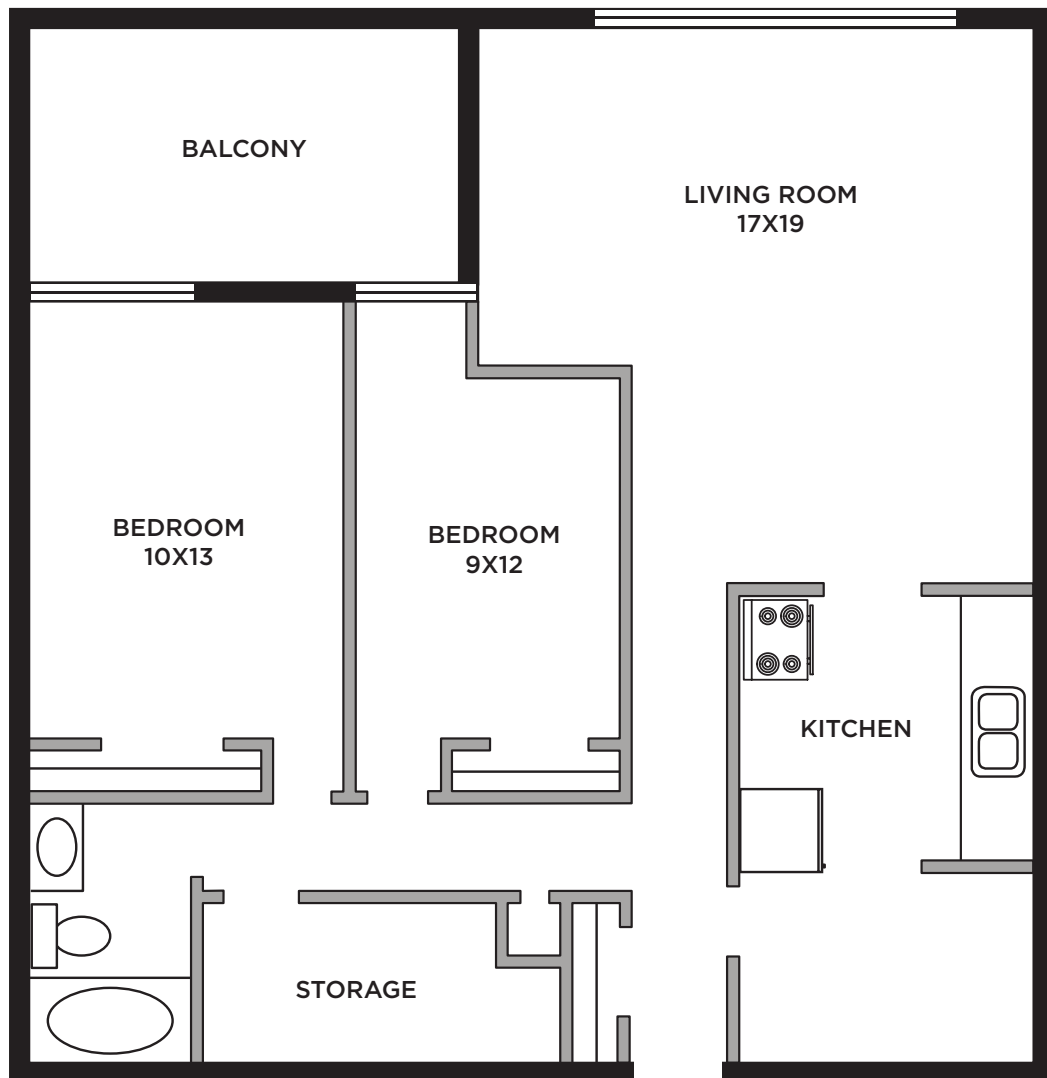 BALCONY
LIVING ROOM
17X19
BEDROOM
10X13
BEDROOM
9X12
KITCHEN
STORAGE